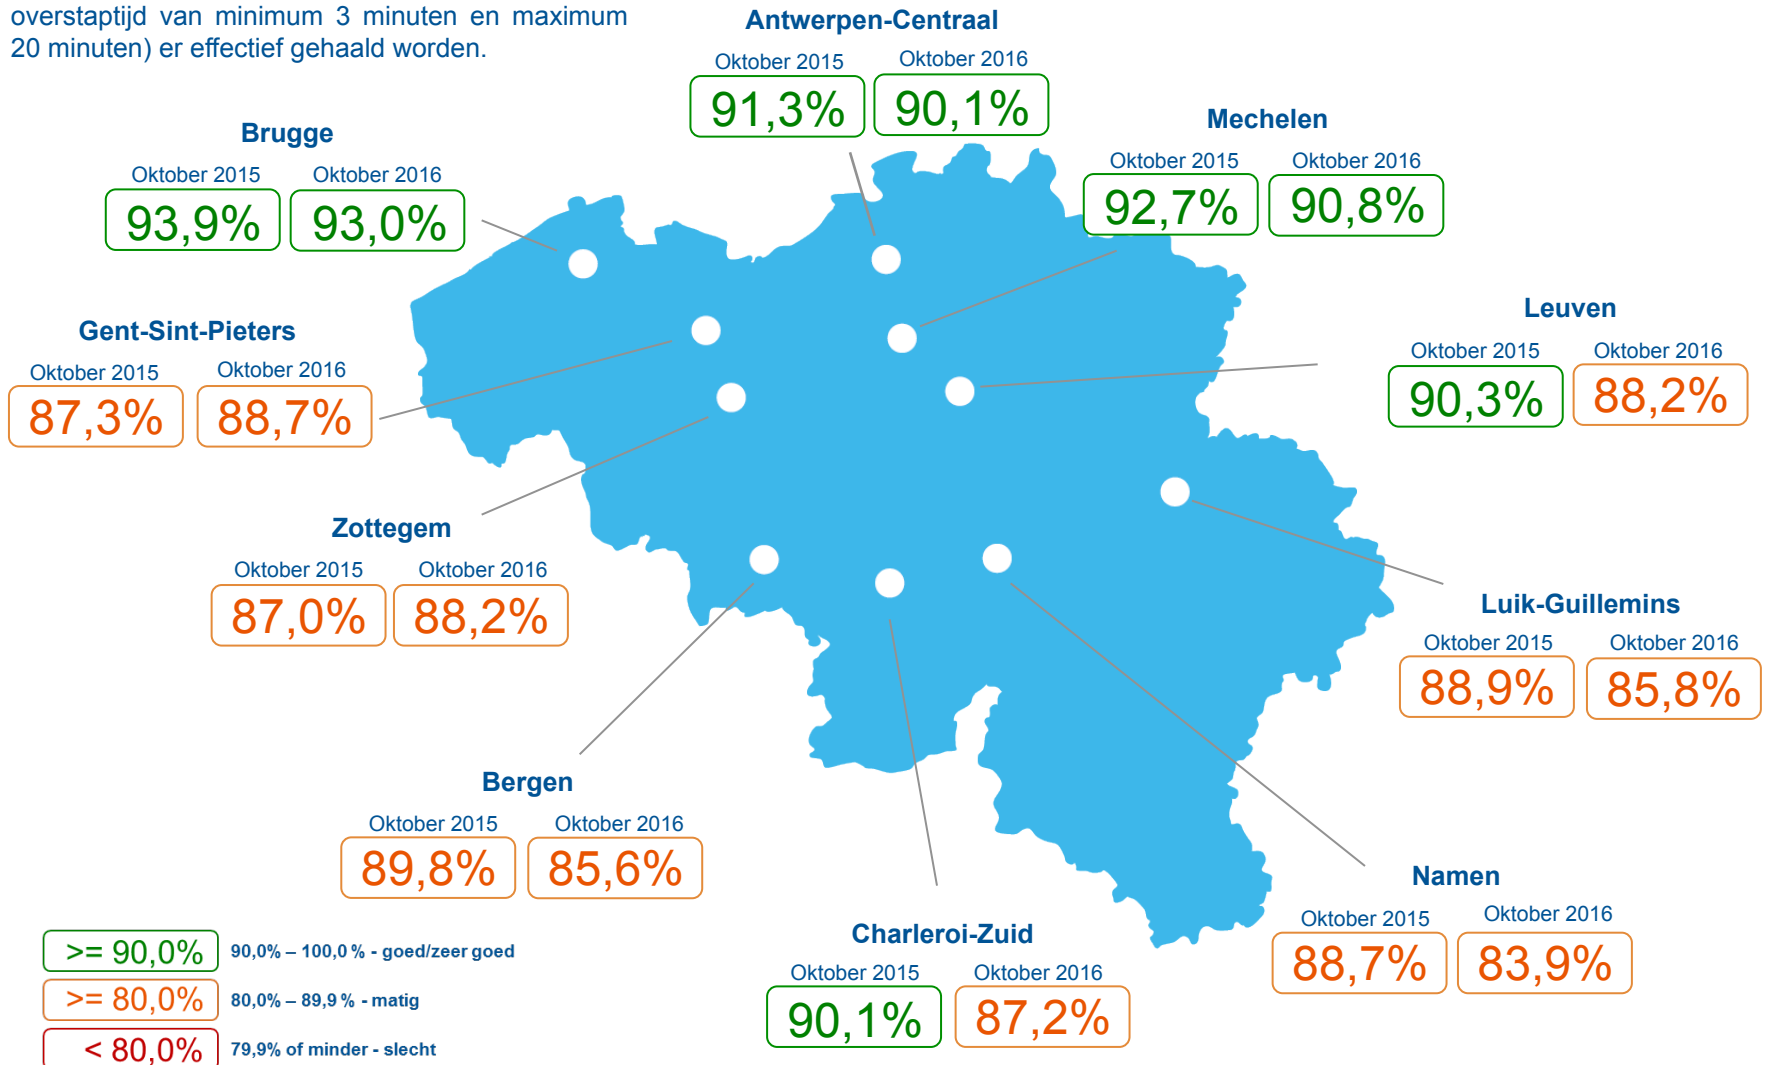 overstaptijd van minimum 3 minuten en maximum
20 minuten) er effectief gehaald worden.
Antwerpen-Centraal
Oktober 2015 Oktober 2016
91,3% 90,1%
Brugge
Oktober 2015 Oktober 2016
93,9% 93,0%
Mechelen
Oktober 2015 Oktober 2016
92,7% 90,8%
Gent-Sint-Pieters
Oktober 2015 Oktober 2016
87,3% 88,7%
Leuven
Oktober 2015 Oktober 2016
90,3% 88,2%
Zottegem
Oktober 2015 Oktober 2016
87,0% 88,2%
Luik-Guillemins
Oktober 2015 Oktober 2016
88,9% 85,8%
Bergen
Oktober 2015 Oktober 2016
89,8% 85,6%
Namen
Oktober 2015 Oktober 2016
88,7% 83,9%
Charleroi-Zuid
Oktober 2015 Oktober 2016
90,1% 87,2%
>= 90,0% 90,0% – 100,0 % - goed/zeer goed
>= 80,0% 80,0% – 89,9 % - matig
< 80,0% 79,9% of minder - slecht